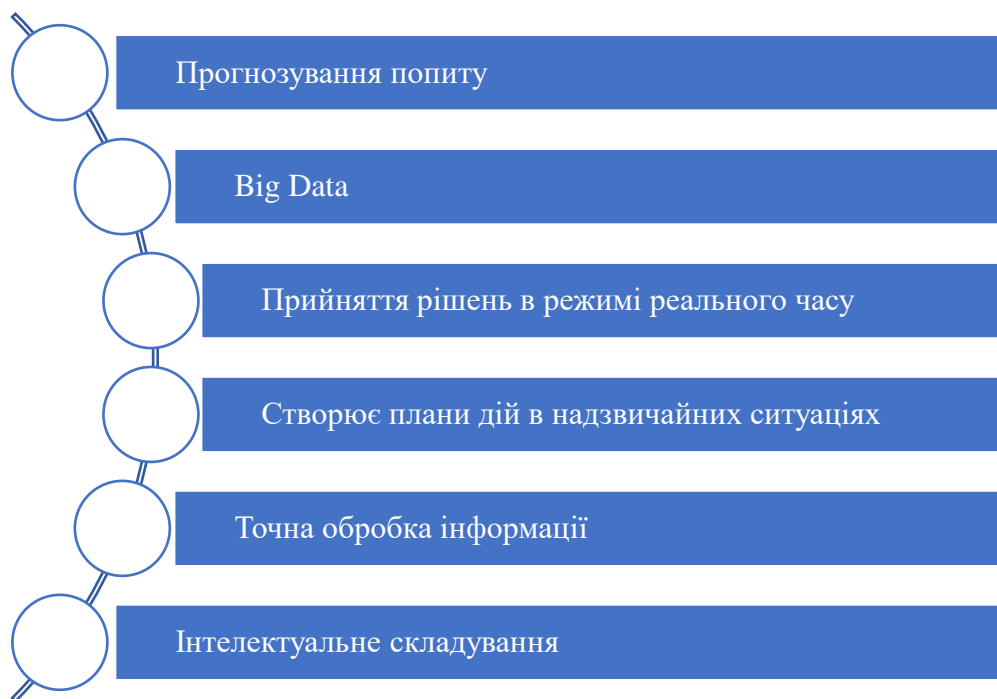 Прогнозування попиту
Big Data
Прийняття рішень в режимі реального часу
Створює плани дій в надзвичайних ситуаціях
Точна обробка інформації
Інтелектуальне складування